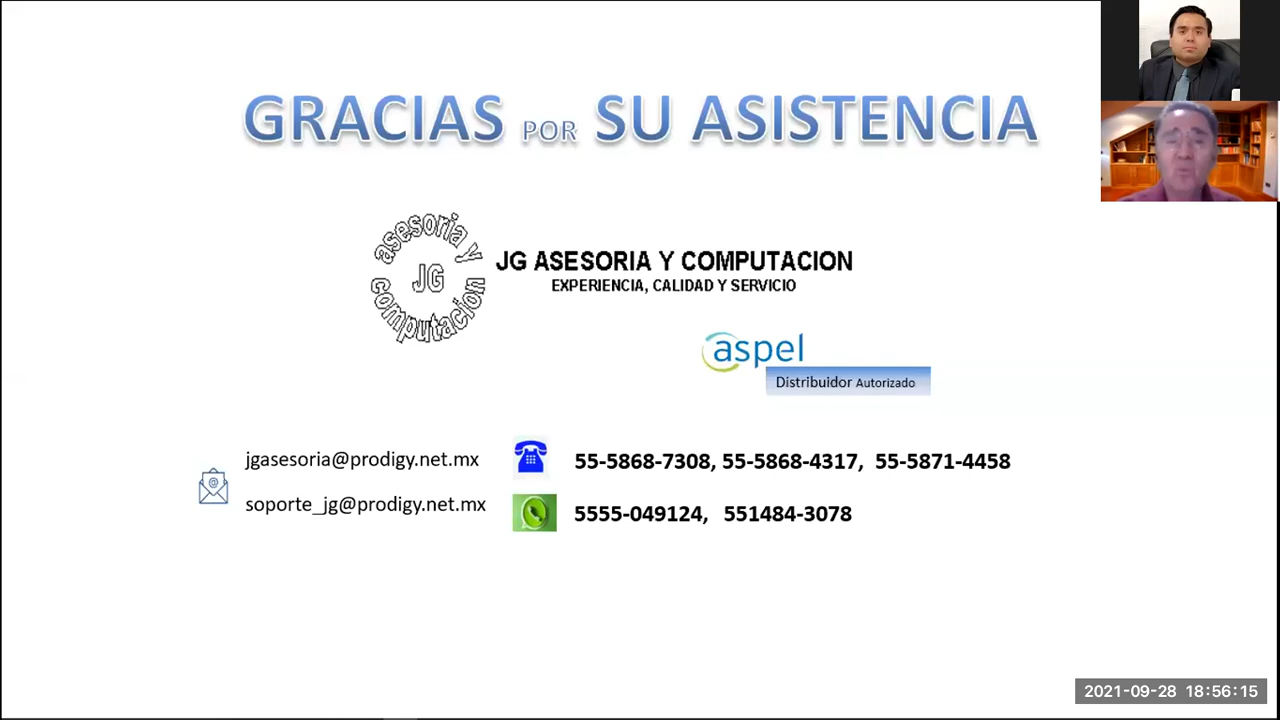 GRACIAS POR SU ASISTENCIA
asesoria y
JG
computacion
JG ASESORIA Y COMPUTACION
EXPERIENCIA, CALIDAD Y SERVICIO
aspel
Distribuidor Autorizado
jgasesoria@prodigy.net.mx
55-5868-7308, 55-5868-4317, 55-5871-4458
soporte_jg@prodigy.net.mx
5555-049124, 551484-3078
2021-09-28 18:56:15